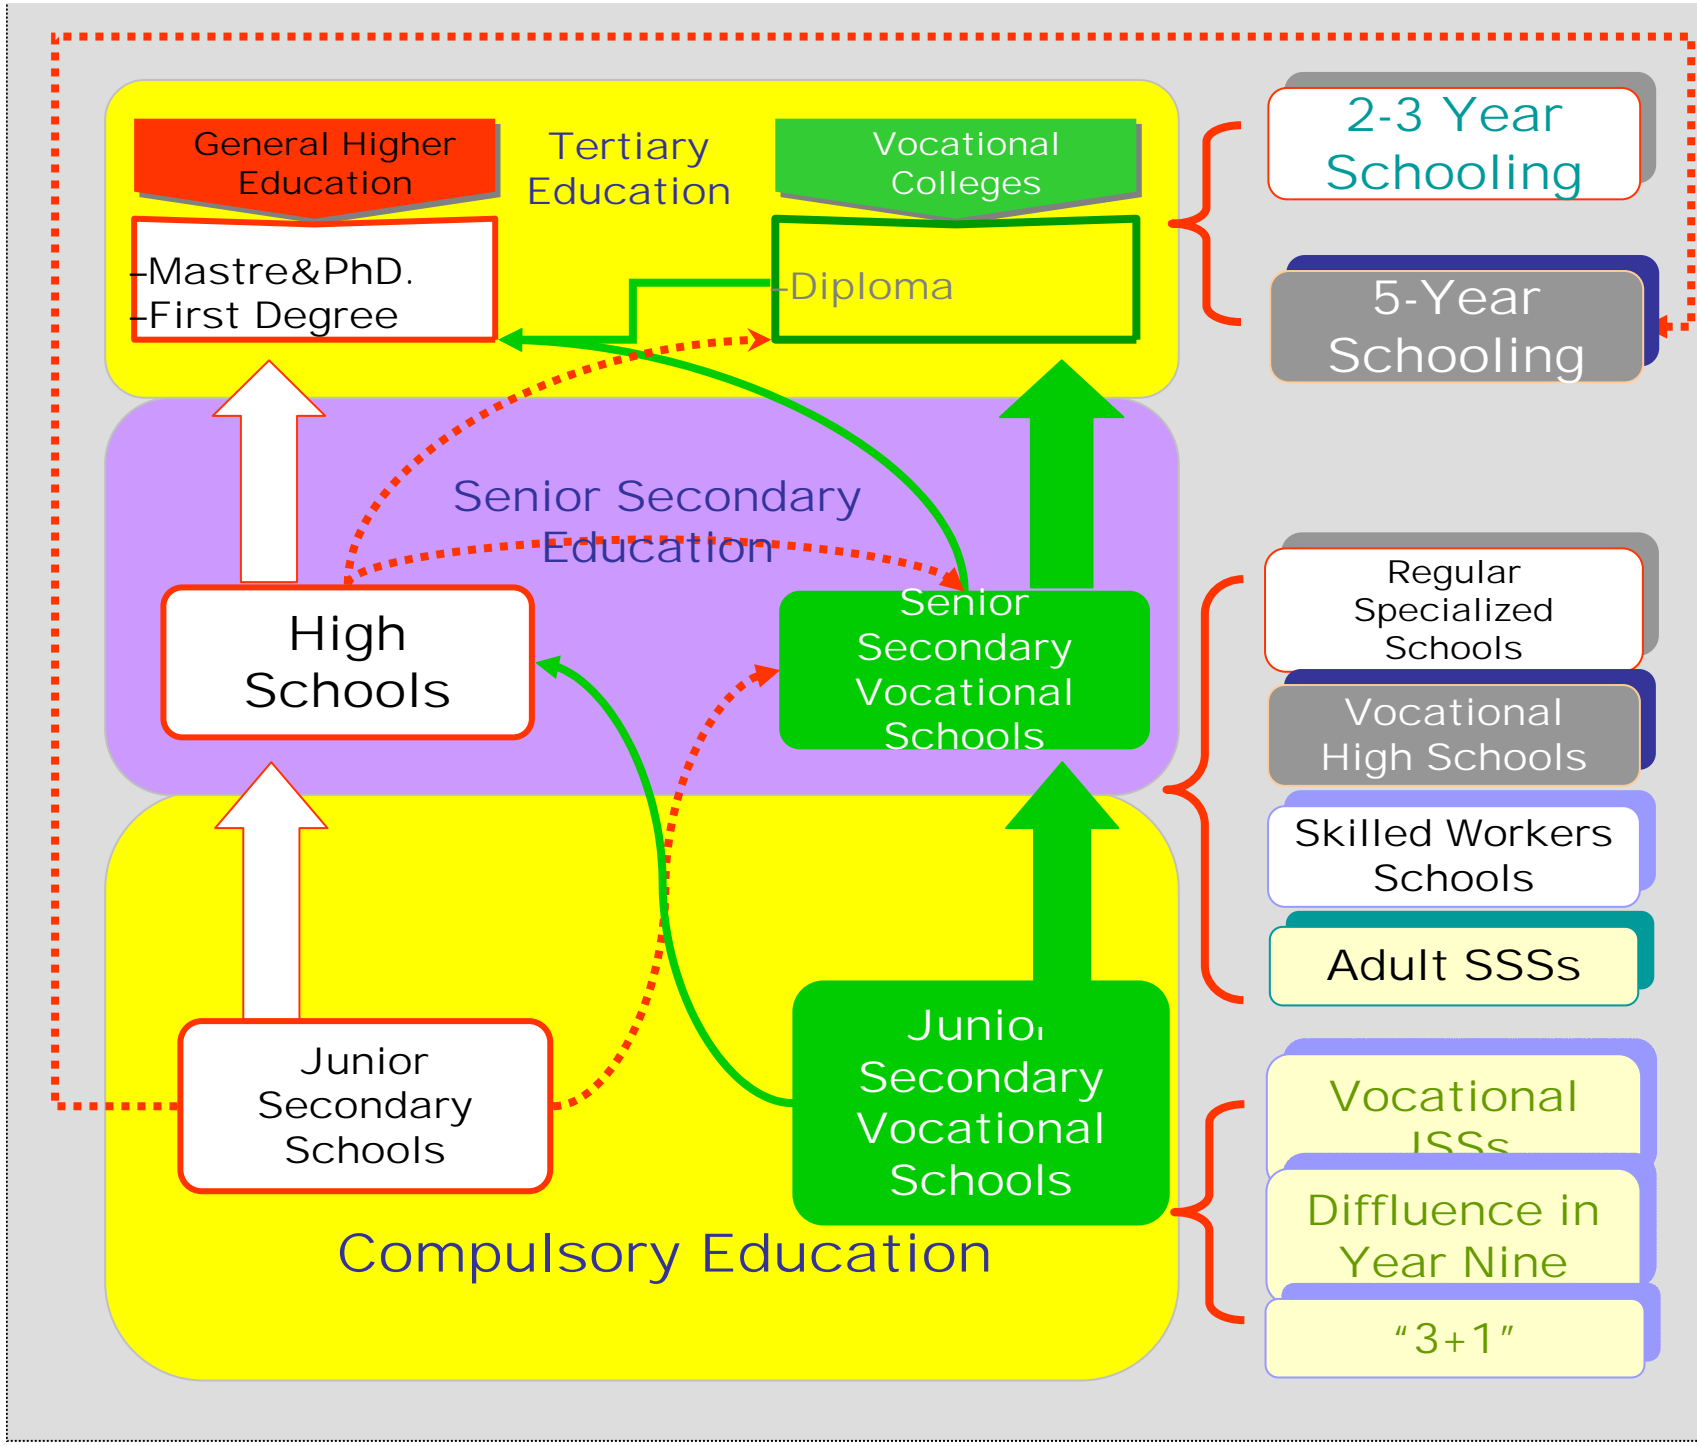 General Higher
Education
Tertiary
Education
Vocational
Colleges
-Mastre&PhD.
-First Degree
-Diploma
2-3 Year
Schooling
5-Year
Schooling
Senior Secondary
Education
High
Schools
Senior
Secondary
Vocational
Schools
Regular
Specialized
Schools
Vocational
High Schools
Skilled Workers
Schools
Adult SSSs
Junior
Secondary
Schools
Junior
Secondary
Vocational
Schools
Compulsory Education
Vocational
JSSs
Diffluence in
Year Nine
“3+1”